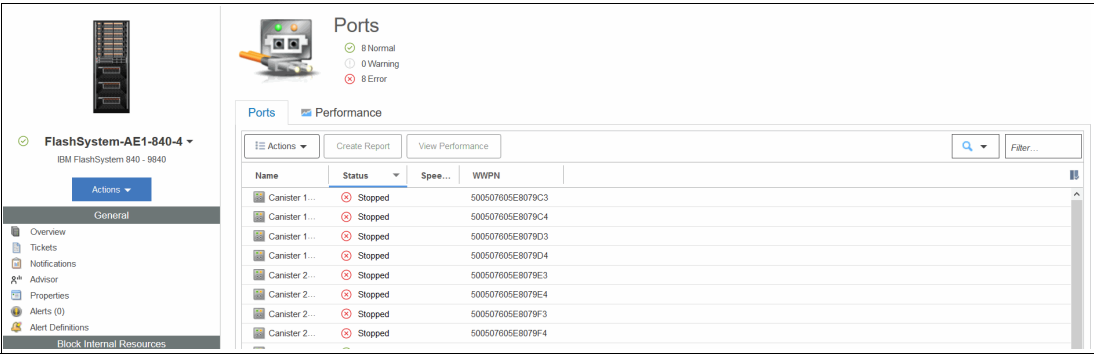 Ports
8 Normal
0 Warning
8 Error
Ports Performance
FlashSystem-AE1-840-4
IBM FlashSystem 840 - 9840
Actions
General
Overview
Tickets
Notifications
Advisor
Properties
Alerts (0)
Alert Definitions
Block Internal Resources
Actions Create Report View Performance Filter...
Name Status Spee... WWPN
Canister 1... Stopped 500507605E8079C3
Canister 1... Stopped 500507605E8079C4
Canister 1... Stopped 500507605E8079D3
Canister 1... Stopped 500507605E8079D4
Canister 2... Stopped 500507605E8079E3
Canister 2... Stopped 500507605E8079E4
Canister 2... Stopped 500507605E8079F3
Canister 2... Stopped 500507605E8079F4